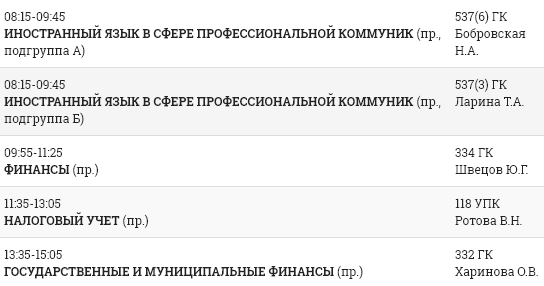 08:15-09:45 537(6) ГК
ИНОСТРАННЫЙ ЯЗЫК В СФЕРЕ ПРОФЕССИОНАЛЬНОЙ КОММУНИК (пр., Бобровская
подгруппа А) Н.А.
08:15-09:45 537(3) ГК
ИНОСТРАННЫЙ ЯЗЫК В СФЕРЕ ПРОФЕССИОНАЛЬНОЙ КОММУНИК (пр., Ларина Т.А.
подгруппа Б)
09:55-11:25 334 ГК
ФИНАНСЫ (пр.) Швецов Ю.Г.
11:35-13:05 118 УПК
НАЛОГОВЫЙ УЧЕТ (пр.) Ротова В.Н.
13:35-15:05 332 ГК
ГОСУДАРСТВЕННЫЕ И МУНИЦИПАЛЬНЫЕ ФИНАНСЫ (пр.) Харинова О.В.